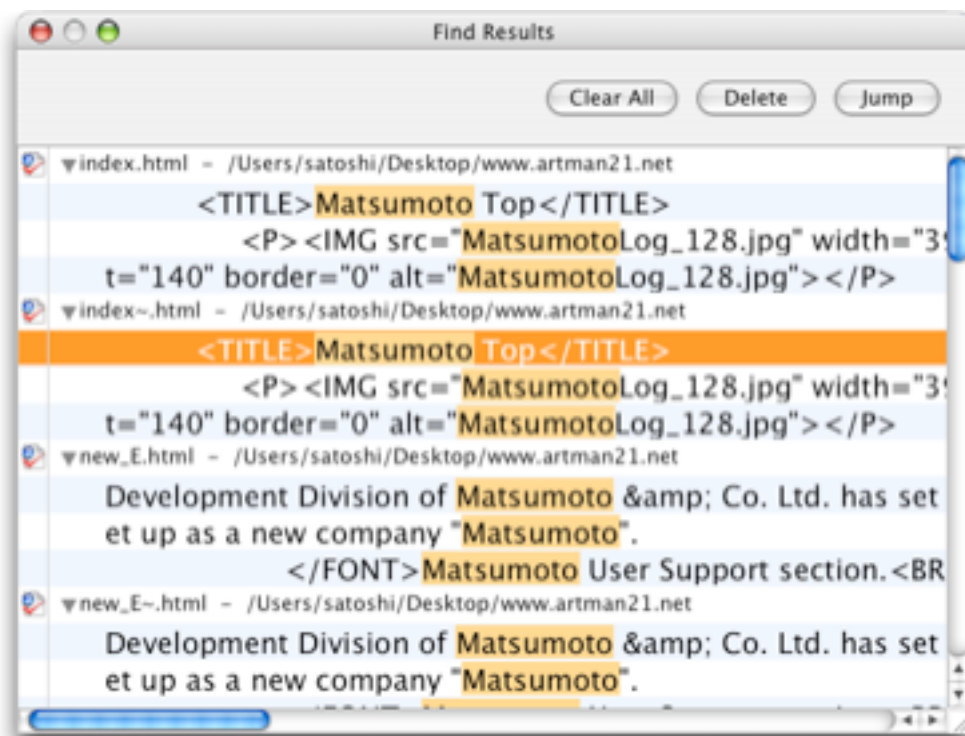 Find Results
Clear All Delete Jump
▼index.html – /Users/satoshi/Desktop/www.artman21.net
<TITLE>Matsumoto Top</TITLE>
<P><IMG src="MatsumotoLog_128.jpg" width="39
t="140" border="0" alt="MatsumotoLog_128.jpg"></P>
▼index~.html – /Users/satoshi/Desktop/www.artman21.net
<TITLE>Matsumoto Top</TITLE>
<P><IMG src="MatsumotoLog_128.jpg" width="3
t="140" border="0" alt="MatsumotoLog_128.jpg"></P>
▼new_E.html – /Users/satoshi/Desktop/www.artman21.net
Development Division of Matsumoto &amp; Co. Ltd. has set
et up as a new company "Matsumoto".
</FONT>Matsumoto User Support section.<BR
▼new_E~.html – /Users/satoshi/Desktop/www.artman21.net
Development Division of Matsumoto &amp; Co. Ltd. has set
et up as a new company "Matsumoto".